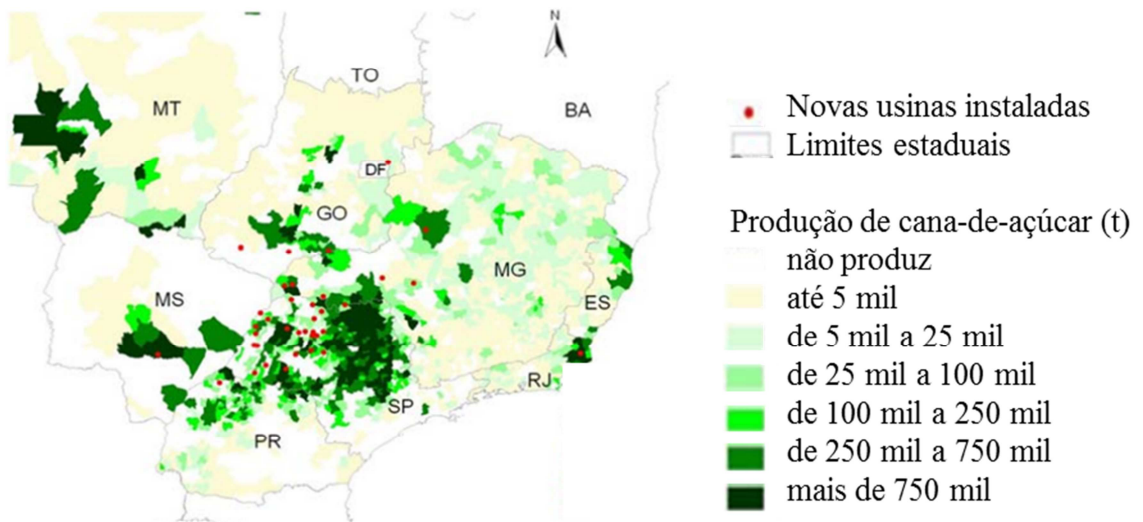 N
TO
MT
BA
DF
GO
MG
MS
ES
RJ
SP
PR
Novas usinas instaladas
Limites estaduais
Produção de cana-de-açúcar (t)
não produz
até 5 mil
de 5 mil a 25 mil
de 25 mil a 100 mil
de 100 mil a 250 mil
de 250 mil a 750 mil
mais de 750 mil